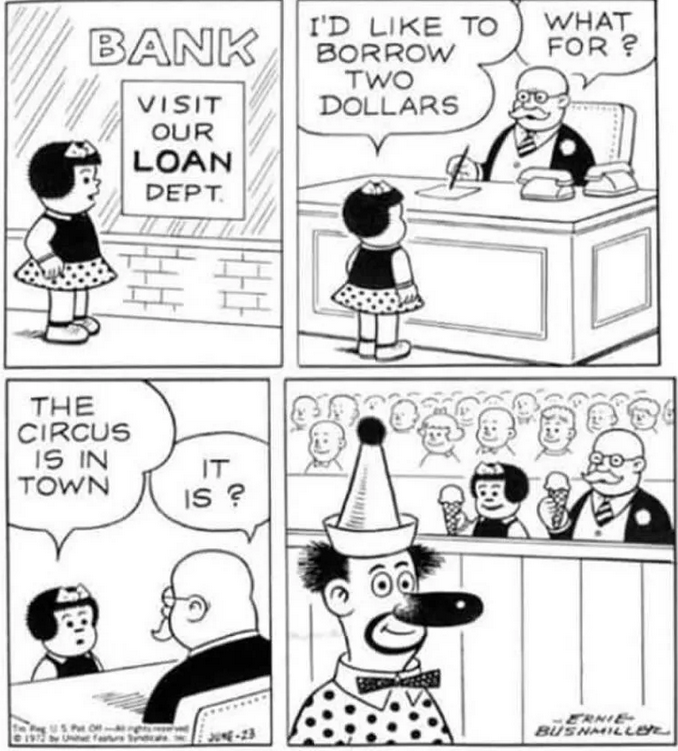 BANK
VISIT
OUR
LOAN
DEPT.
I'D LIKE TO
BORROW
TWO
DOLLARS
WHAT
FOR ?
THE
CIRCUS
IS IN
TOWN
IT
IS ?
Reg U S Pat Off—All rights reserved
© 1972 by United Feature Syndicate, Inc.
JUNE-23
ERNIE
BUSHMILLER